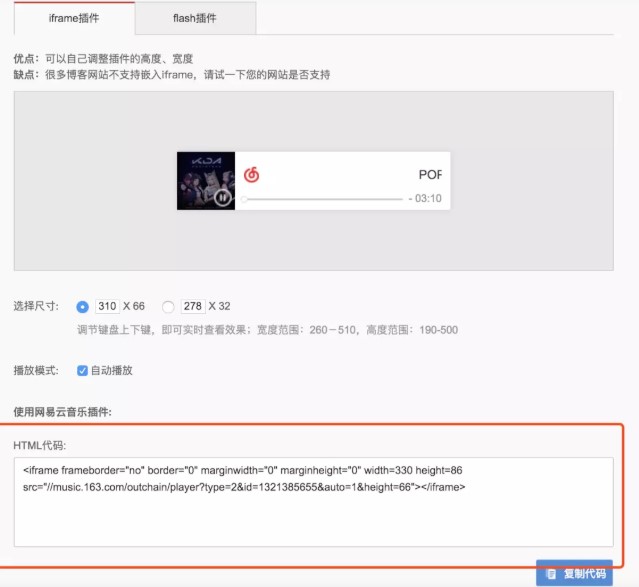 iframe插件 flash插件
优点：可以自己调整插件的高度、宽度
缺点：很多博客网站不支持嵌入iframe，请试一下您的网站是否支持
K/DA
POF
- 03:10
选择尺寸： 310 X 66 278 X 32
调节键盘上下键，即可实时查看效果；宽度范围：260－510，高度范围：190-500
播放模式： 自动播放
使用网易云音乐插件:
HTML代码:
<iframe frameborder="no" border="0" marginwidth="0" marginheight="0" width=330 height=86
src="//music.163.com/outchain/player?type=2&id=1321385655&auto=1&height=66"></iframe>
复制代码